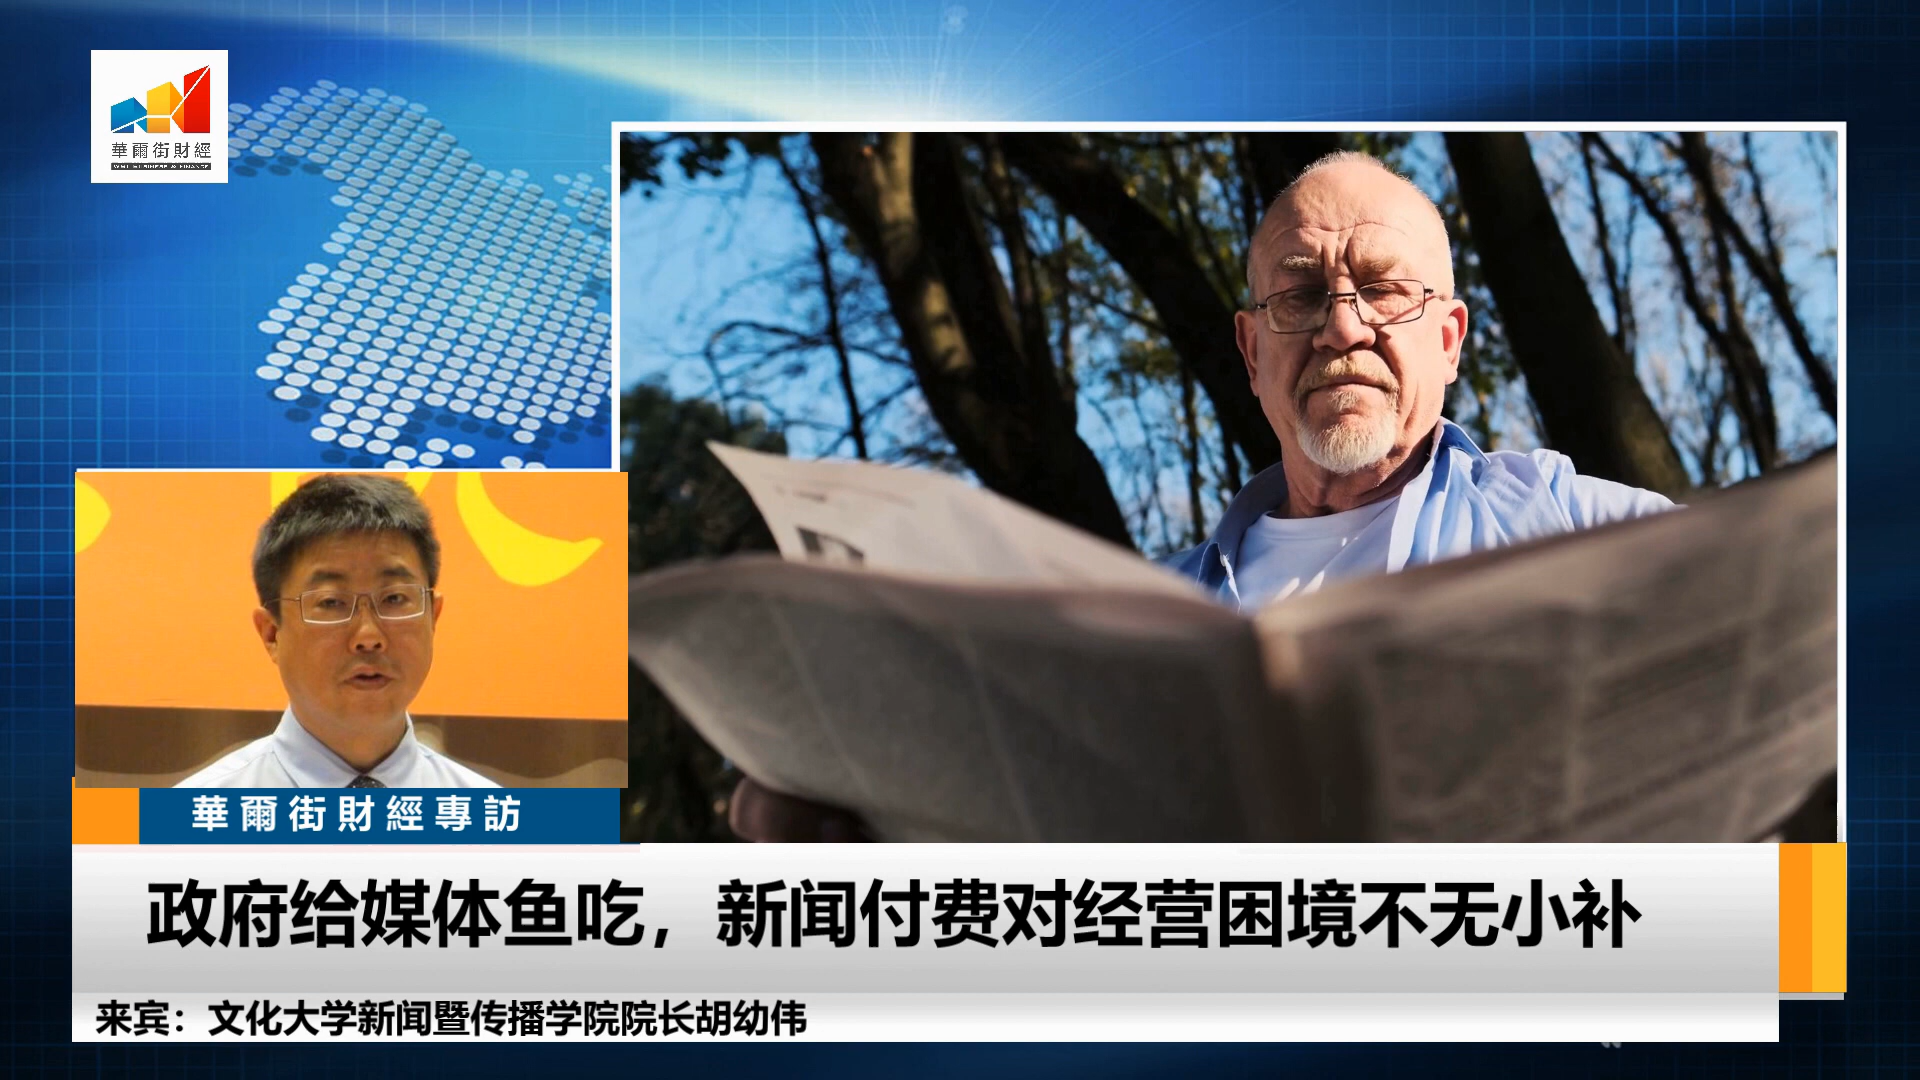 華爾街財經
華爾街財經專訪
政府给媒体鱼吃，新闻付费对经营困境不无小补
来宾：文化大学新闻暨传播学院院长胡幼伟